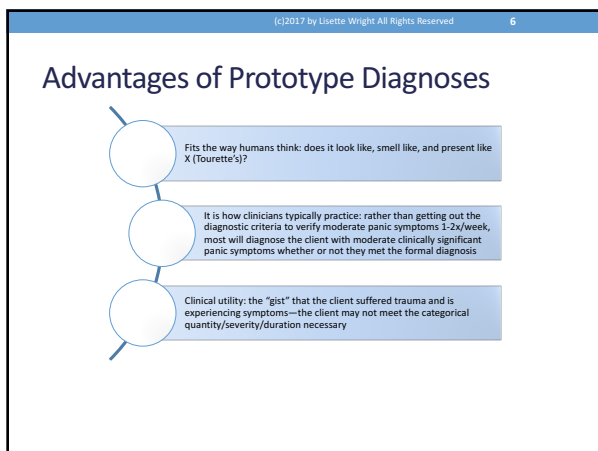 (c)2017 by Lisette Wright All Rights Reserved 6
Advantages of Prototype Diagnoses
Fits the way humans think: does it look like, smell like, and present like
X (Tourette's)?
It is how clinicians typically practice: rather than getting out the
diagnostic criteria to verify moderate panic symptoms 1-2x/week,
most will diagnose the client with moderate clinically significant
panic symptoms whether or not they met the formal diagnosis
Clinical utility: the “gist” that the client suffered trauma and is
experiencing symptoms—the client may not meet the categorical
quantity/severity/duration necessary